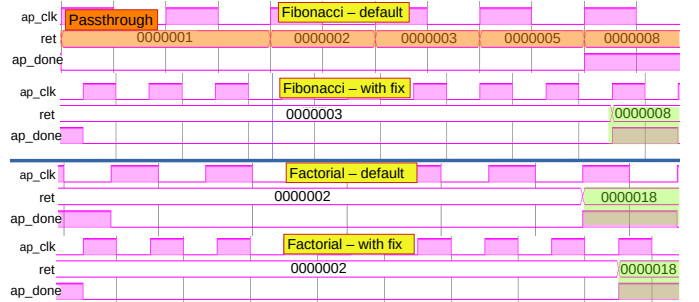 ap_clk Passthrough Fibonacci – default
ret 0000001 0000002 0000003 0000005 0000008
ap_done
ap_clk Fibonacci – with fix
ret 0000003 0000008
ap_done
ap_clk Factorial – default
ret 0000002 0000018
ap_done
ap_clk Factorial – with fix
ret 0000002 0000018
ap_done